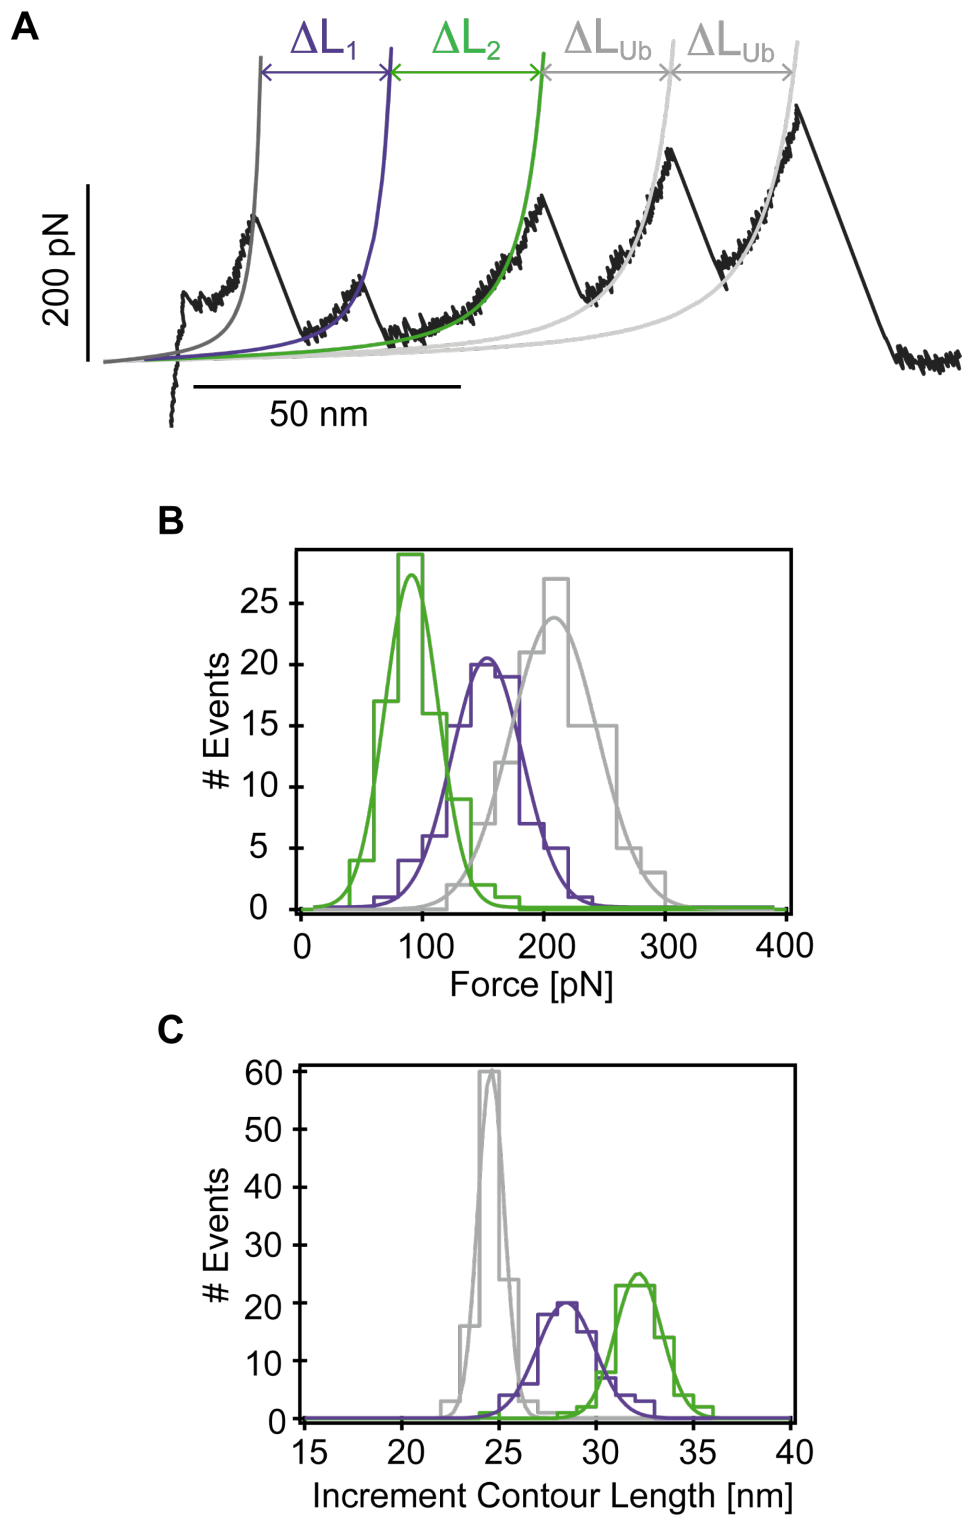 A
ΔL1 ΔL2 ΔLUb ΔLUb
200 pN
50 nm
B
25
20
15
10
5
0
# Events
0 100 200 300 400
Force [pN]
C
60
50
40
30
20
10
0
# Events
15 20 25 30 35 40
Increment Contour Length [nm]